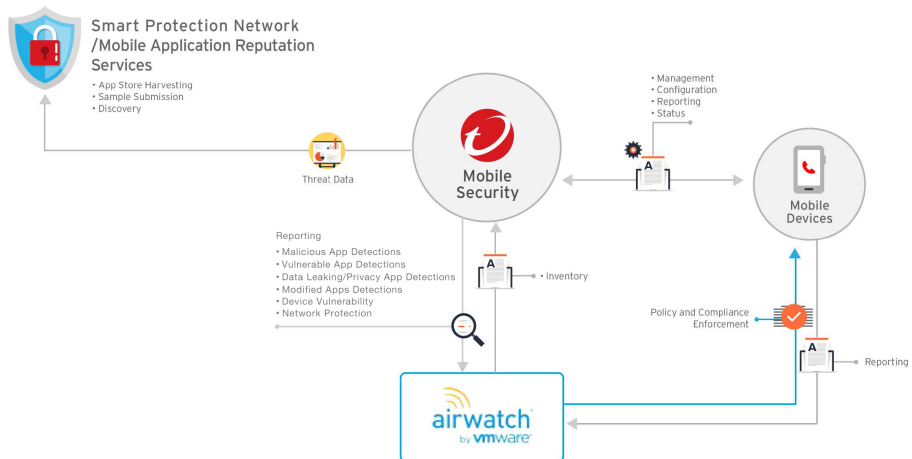 Smart Protection Network
/Mobile Application Reputation
Services
• App Store Harvesting
• Sample Submission
• Discovery
Threat Data
Mobile
Security
• Management
• Configuration
• Reporting
• Status
A
Mobile
Devices
Reporting
• Malicious App Detections
• Vulnerable App Detections
• Data Leaking/Privacy App Detections
• Modified Apps Detections
• Device Vulnerability
• Network Protection
A
• Inventory
Policy and Compliance
Enforcement
A
Reporting
airwatch
by vmware